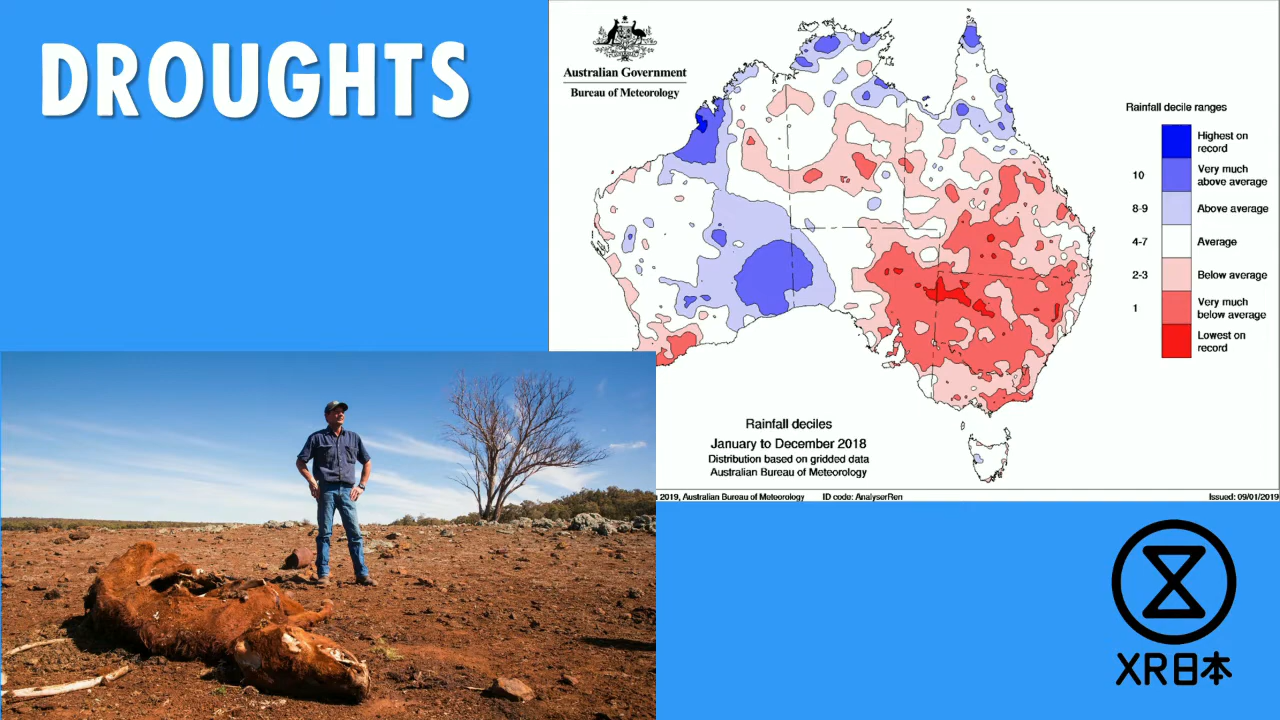 DROUGHTS
Australian Government
Bureau of Meteorology
Rainfall decile ranges
Highest on
record
10
Very much
above average
8-9
Above average
4-7
Average
2-3
Below average
1
Very much
below average
Lowest on
record
Rainfall deciles
January to December 2018
Distribution based on gridded data
Australian Bureau of Meteorology
2019, Australian Bureau of Meteorology
ID code: AnalyserRen
Issued: 09/01/2019
XR日本